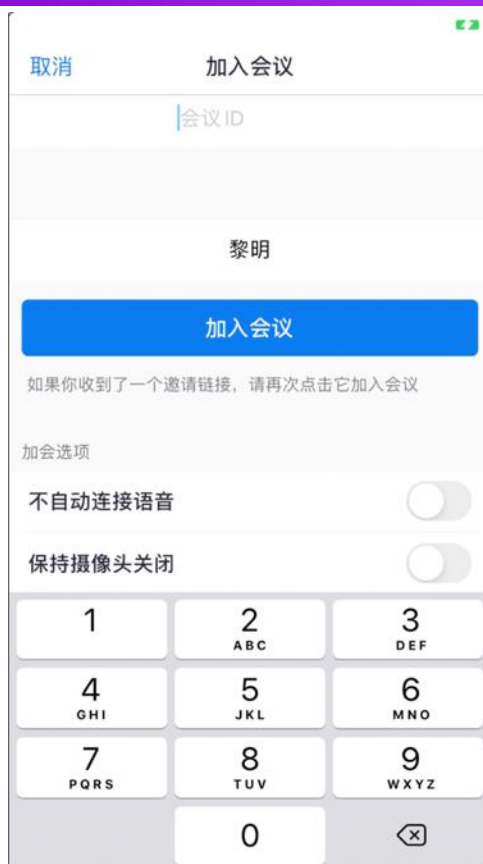 取消 加入会议
会议 ID
黎明
加入会议
如果你收到了一个邀请链接，请再次点击它加入会议
加会选项
不自动连接语音
保持摄像头关闭
1 2 3
ABC DEF
4 5 6
GHI JKL MNO
7 8 9
PQRS TUV WXYZ
0